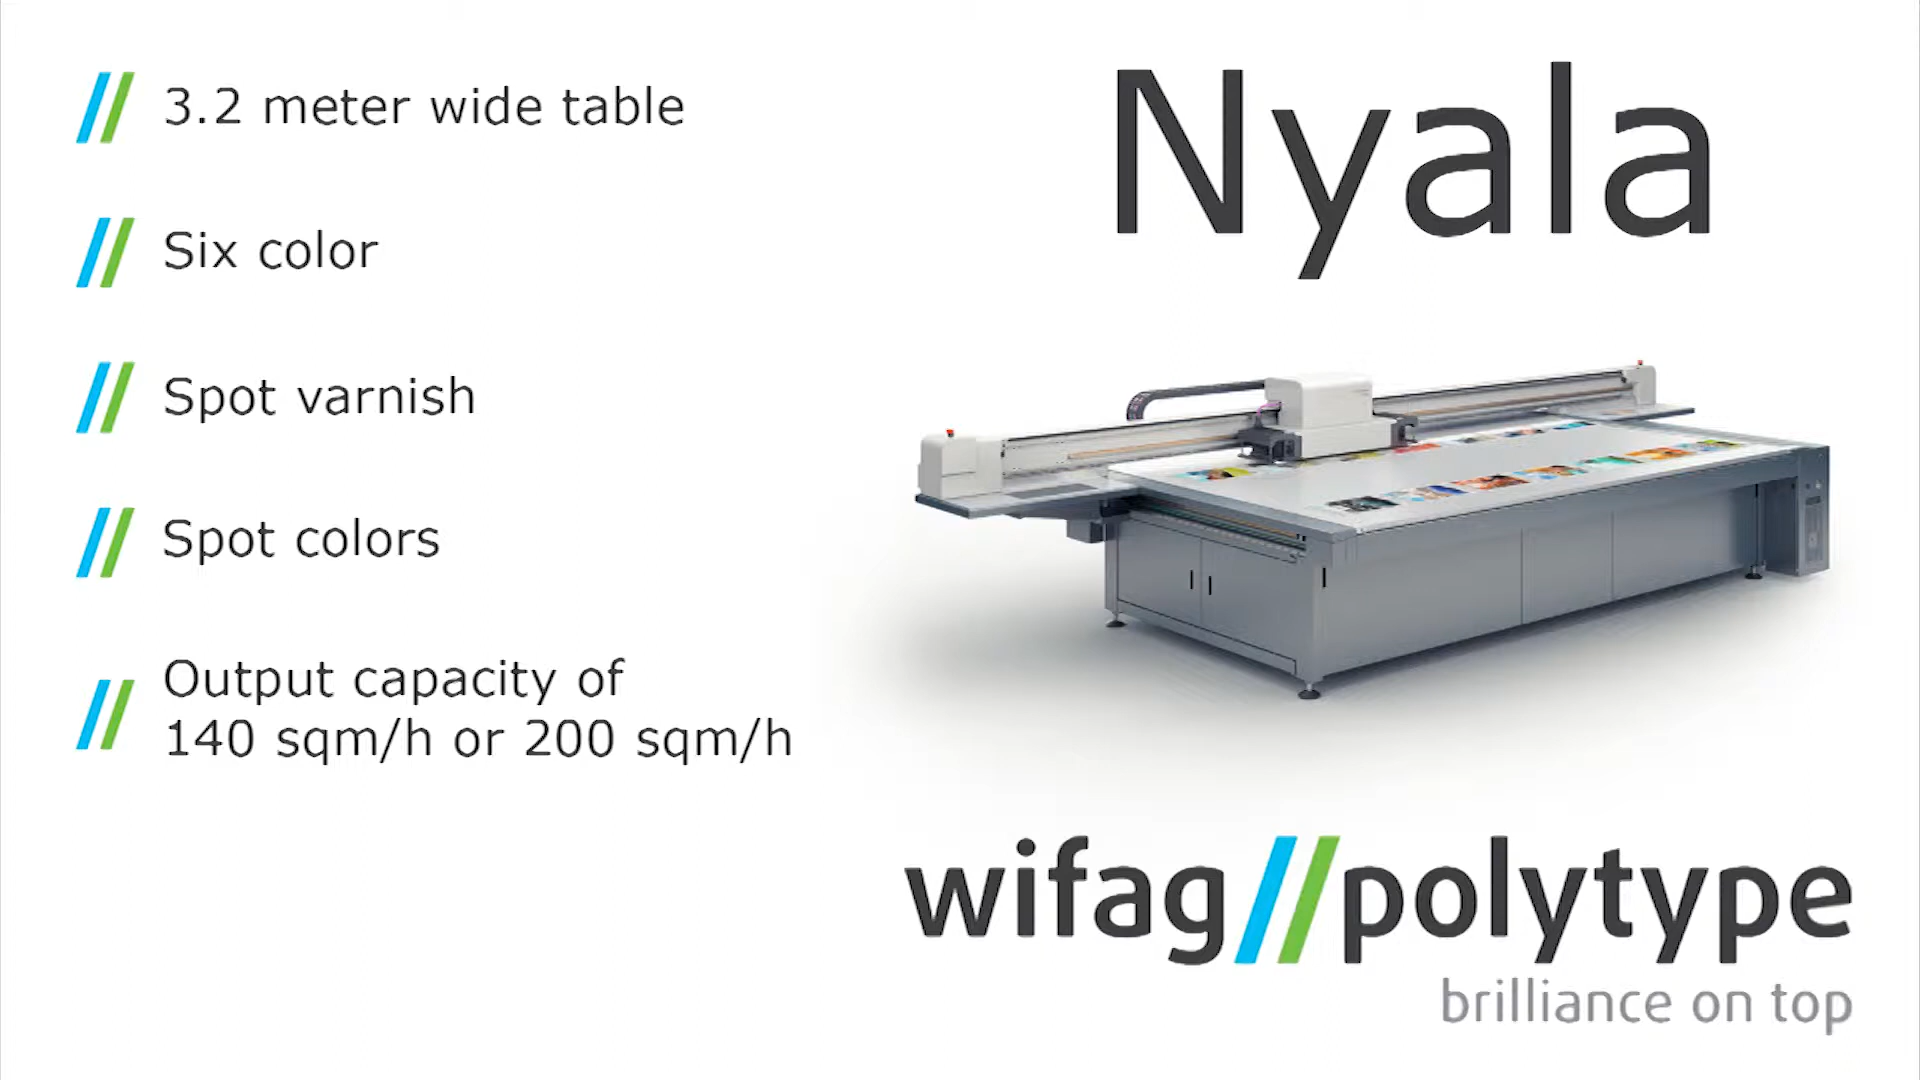 3.2 meter wide table
Six color
Spot varnish
Spot colors
Output capacity of
140 sqm/h or 200 sqm/h
Nyala
wifag//polytype
brilliance on top